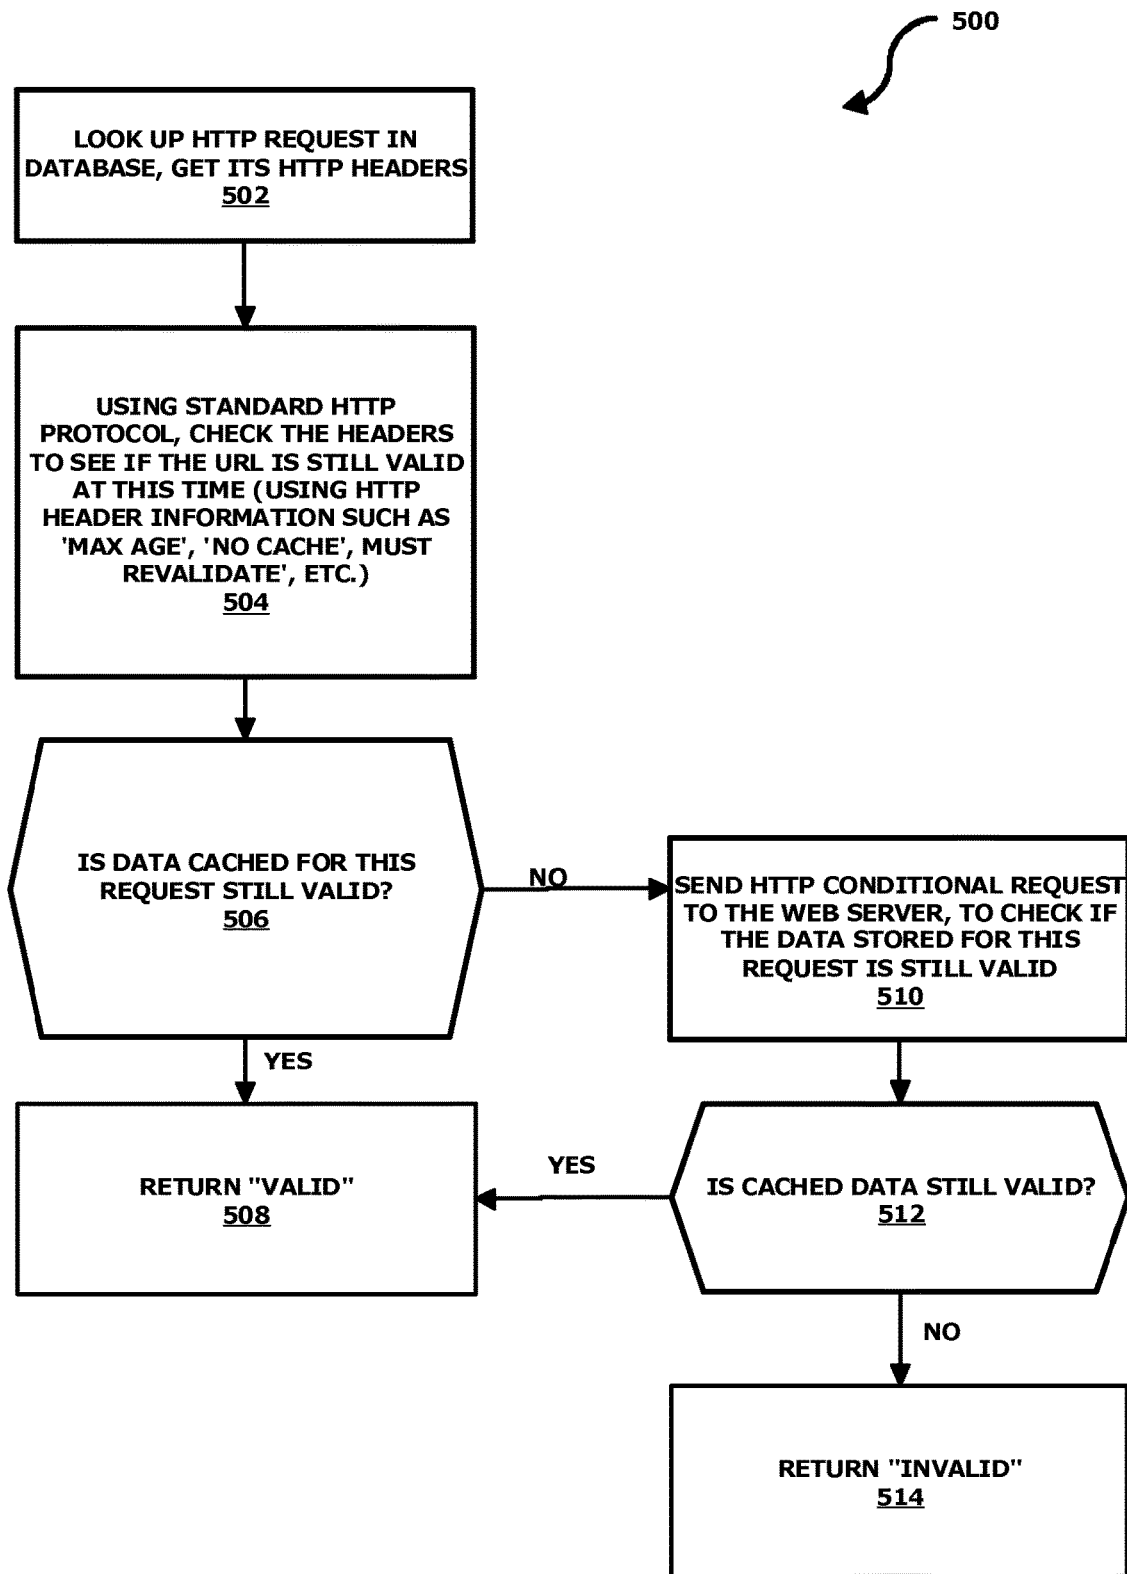 500
LOOK UP HTTP REQUEST IN
DATABASE, GET ITS HTTP HEADERS
502
USING STANDARD HTTP
PROTOCOL, CHECK THE HEADERS
TO SEE IF THE URL IS STILL VALID
AT THIS TIME (USING HTTP
HEADER INFORMATION SUCH AS
'MAX AGE', 'NO CACHE', MUST
REVALIDATE', ETC.)
504
IS DATA CACHED FOR THIS
REQUEST STILL VALID?
506
NO
SEND HTTP CONDITIONAL REQUEST
TO THE WEB SERVER, TO CHECK IF
THE DATA STORED FOR THIS
REQUEST IS STILL VALID
510
YES
RETURN "VALID"
508
YES
IS CACHED DATA STILL VALID?
512
NO
RETURN "INVALID"
514